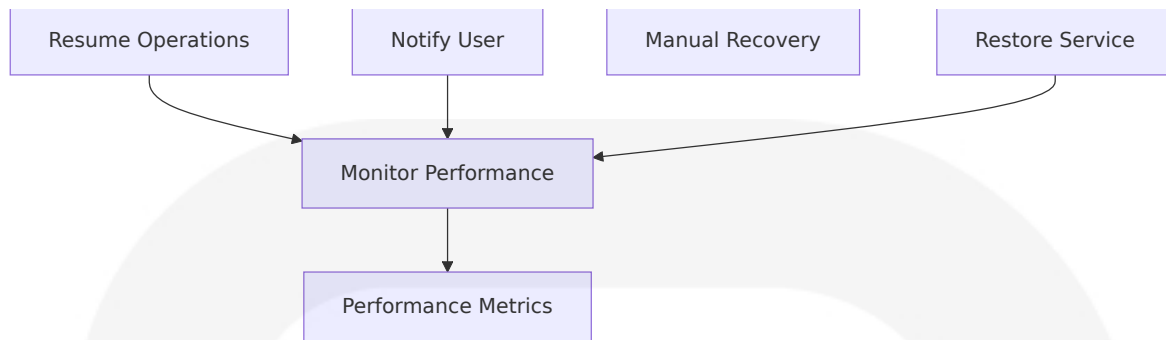 Resume Operations
Notify User
Manual Recovery
Restore Service
Monitor Performance
Performance Metrics